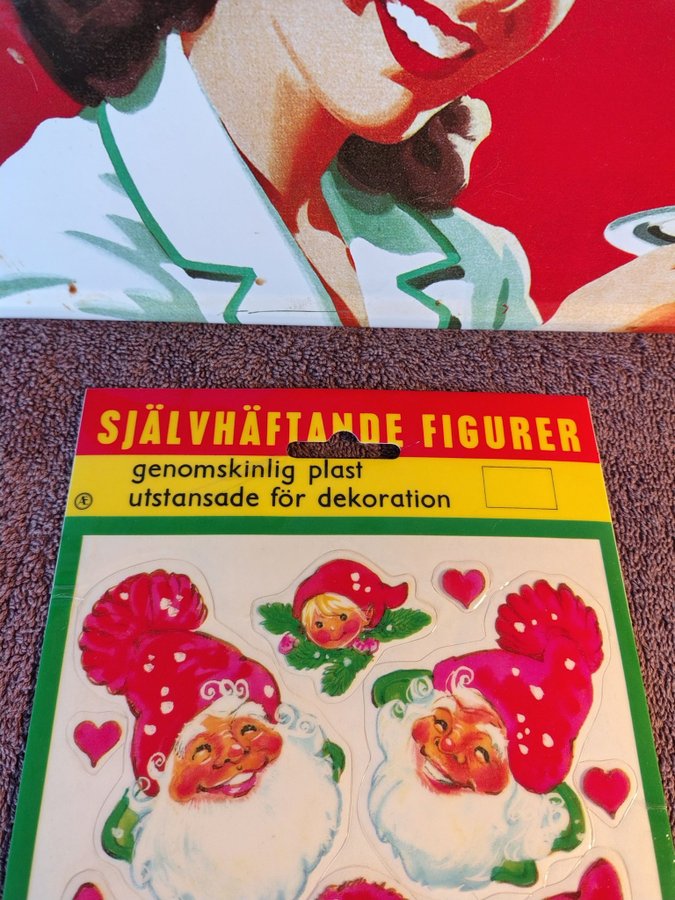 SJÄLVHÄFTANDE FIGURER
genomskinlig plast
utstansade för dekoration
Æ